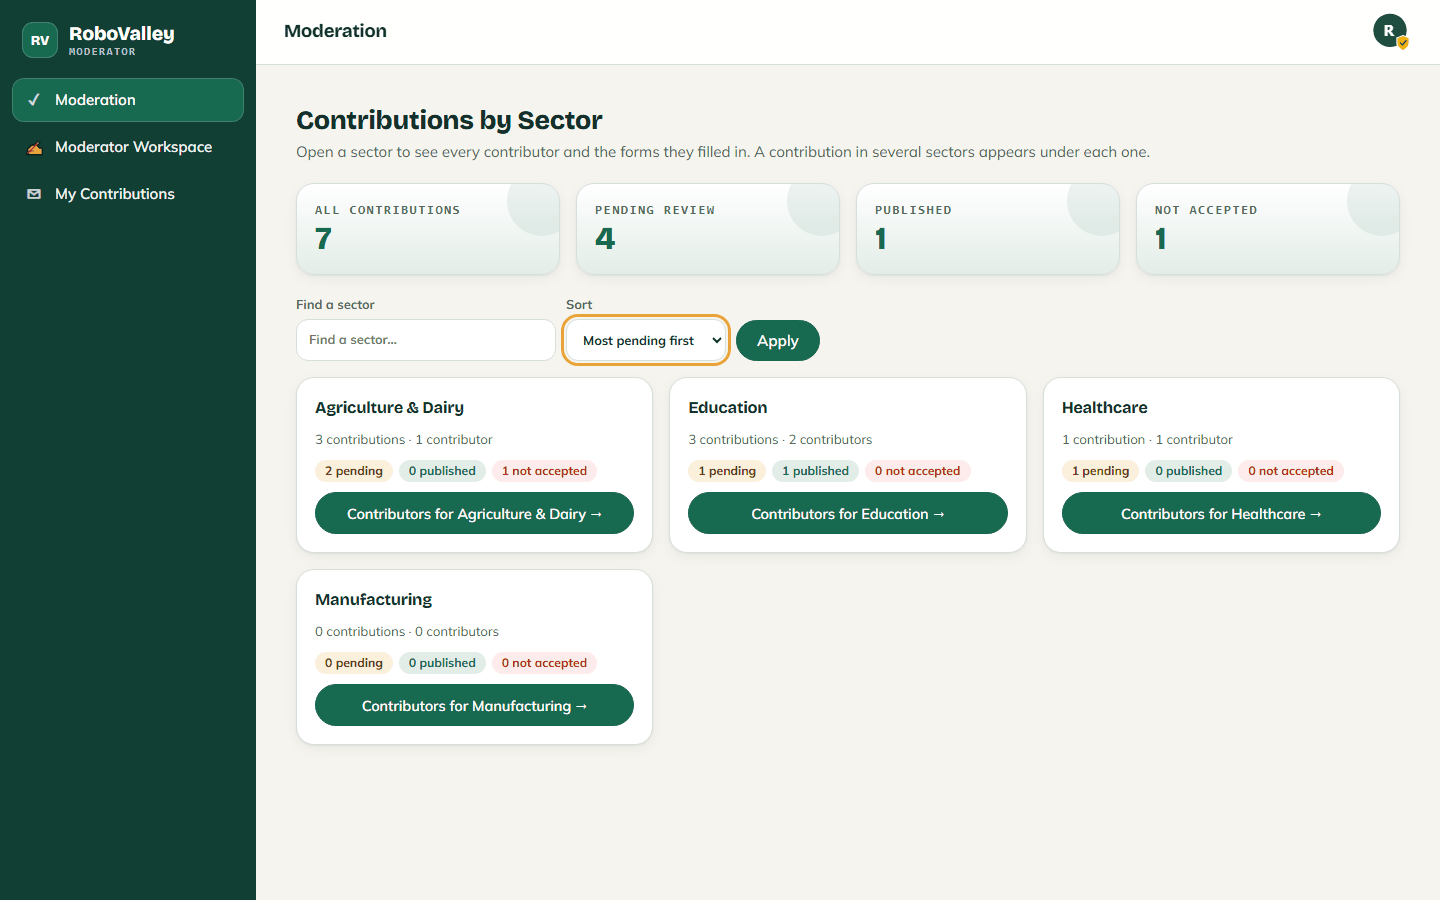 RV
RoboValley
MODERATOR
Moderation
Moderator Workspace
My Contributions
Moderation
R
Contributions by Sector
Open a sector to see every contributor and the forms they filled in. A contribution in several sectors appears under each one.
ALL CONTRIBUTIONS
7
PENDING REVIEW
4
PUBLISHED
1
NOT ACCEPTED
1
Find a sector
Sort
Find a sector...
Most pending first
Apply
Agriculture & Dairy
3 contributions · 1 contributor
2 pending
0 published
1 not accepted
Contributors for Agriculture & Dairy →
Education
3 contributions · 2 contributors
1 pending
1 published
0 not accepted
Contributors for Education →
Healthcare
1 contribution · 1 contributor
1 pending
0 published
0 not accepted
Contributors for Healthcare →
Manufacturing
0 contributions · 0 contributors
0 pending
0 published
0 not accepted
Contributors for Manufacturing →